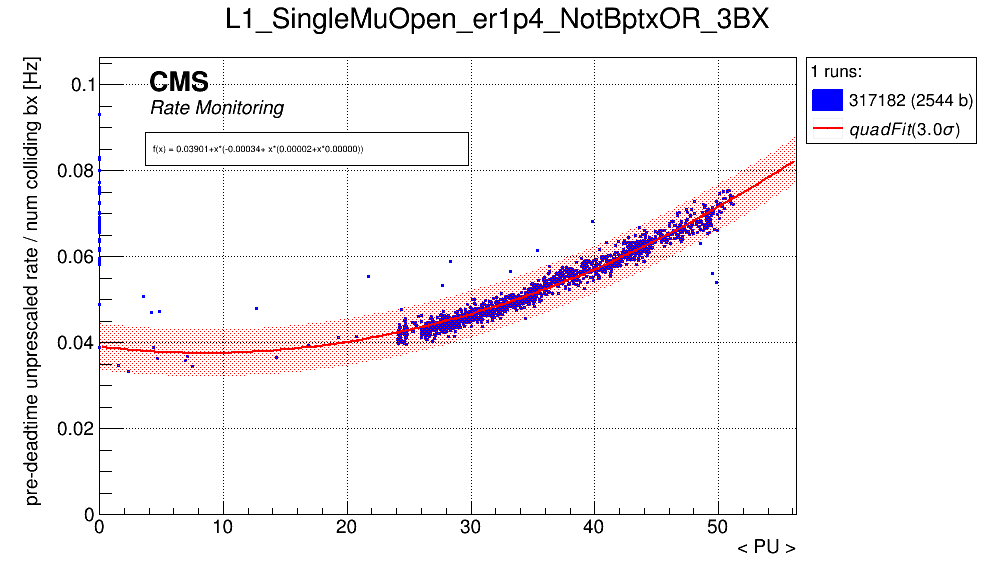 L1_SingleMuOpen_er1p4_NotBptxOR_3BX
pre-deadtime unprescaled rate / num colliding bx [Hz]
CMS
Rate Monitoring
f(x) = 0.03901+x*(-0.00034+ x*(0.00002+x*0.00000))
1 runs:
317182 (2544 b)
quadFit(3.0σ)
0.1
0.08
0.06
0.04
0.02
0
0 10 20 30 40 50
< PU >